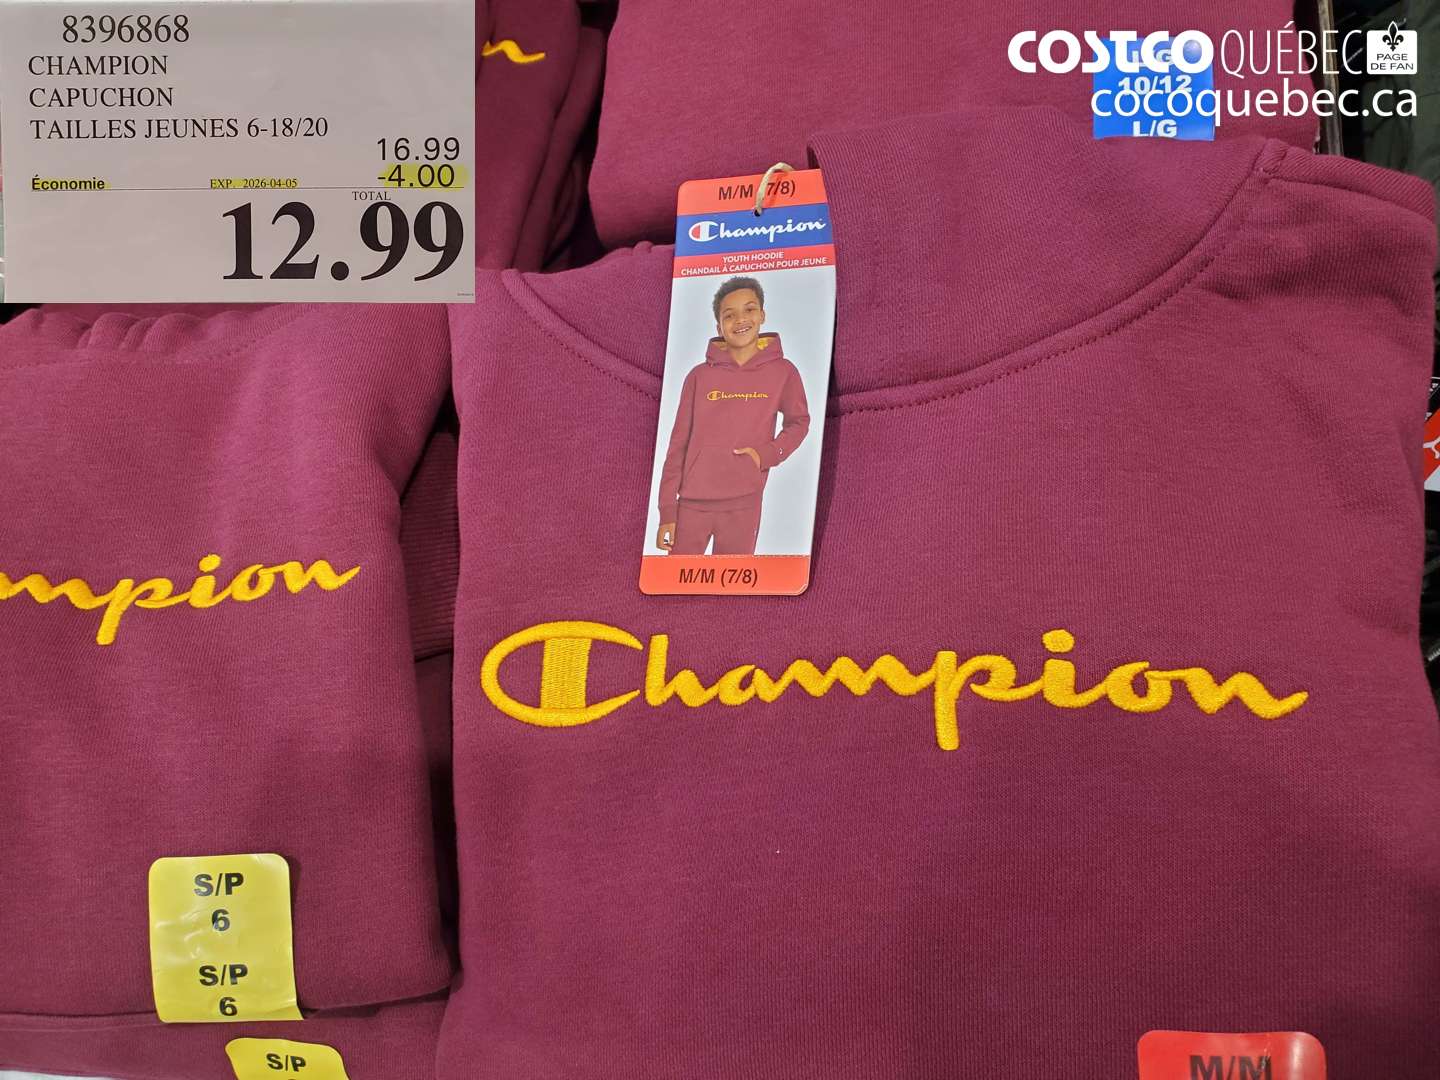 8396868
CHAMPION
CAPUCHON
TAILLES JEUNES 6-18/20
16.99
Économie EXP. 2026-04-05 -4.00
TOTAL
12.99
COSTCO QUÉBEC PAGE DE FAN
cocoquebec.ca
10/12
L/G
M/M (7/8)
Champion
YOUTH HOODIE
CHANDAIL À CAPUCHON POUR JEUNE
Champion
M/M (7/8)
mpion
Champion
S/P
6
S/P
6
S/P
M/M